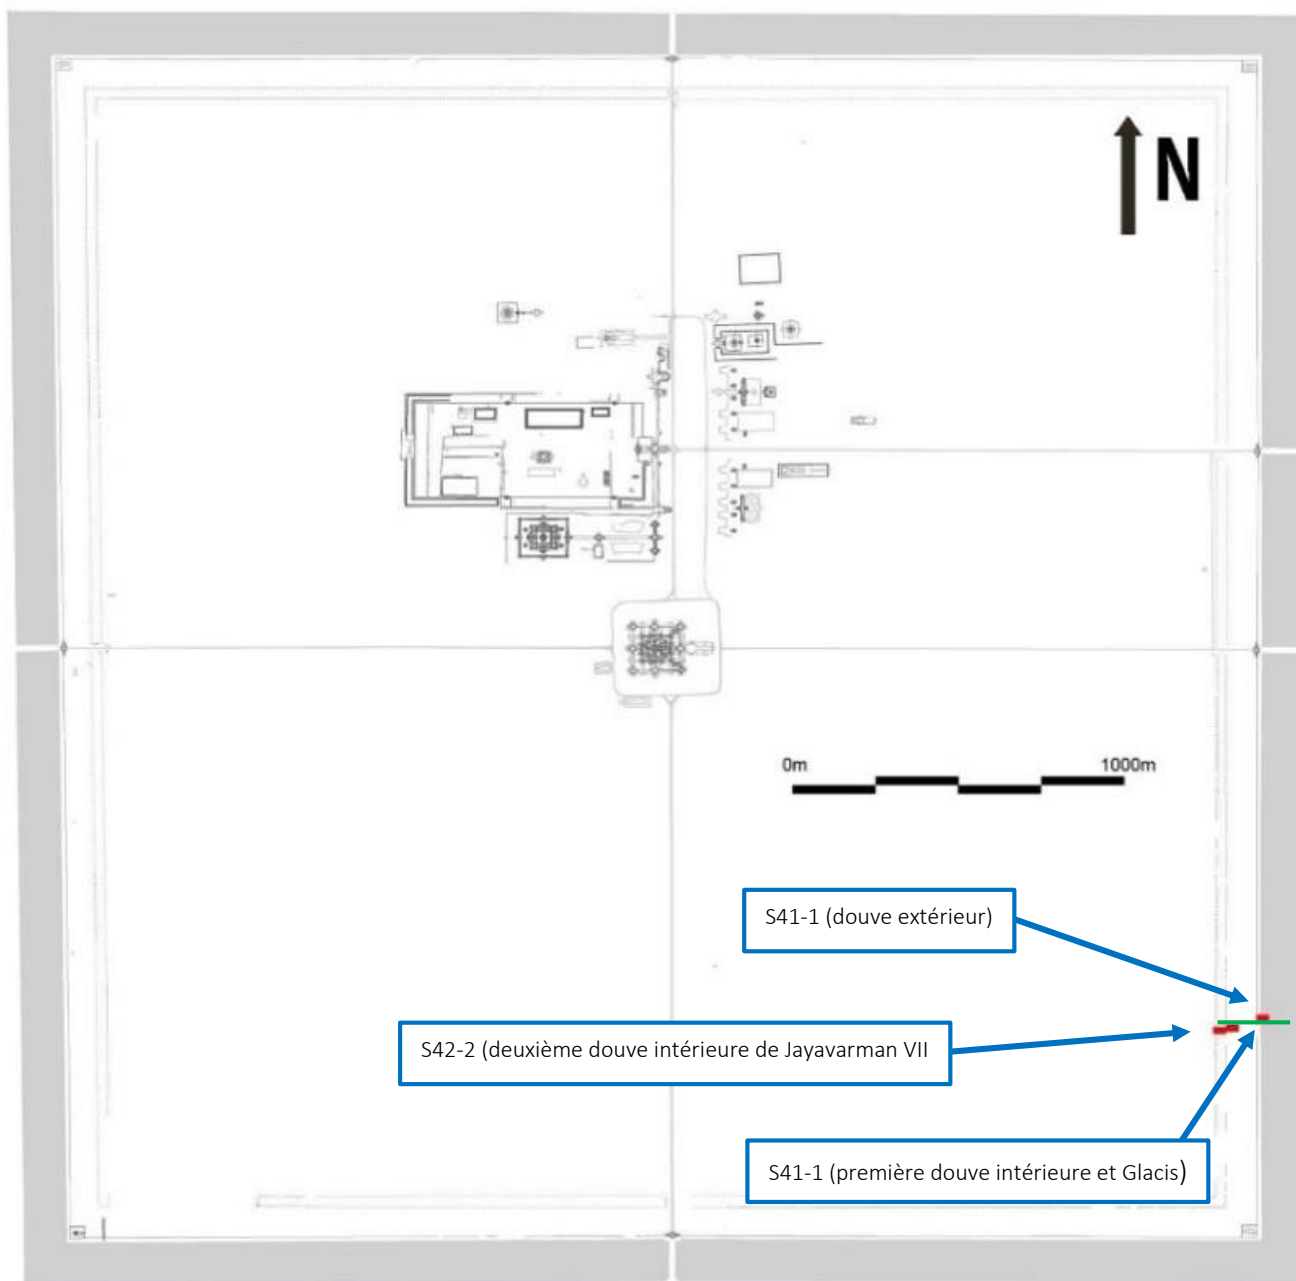 N
0m 1000m
S41-1 (douve extérieur)
S42-2 (deuxième douve intérieure de Jayavarman VII
S41-1 (première douve intérieure et Glacis)